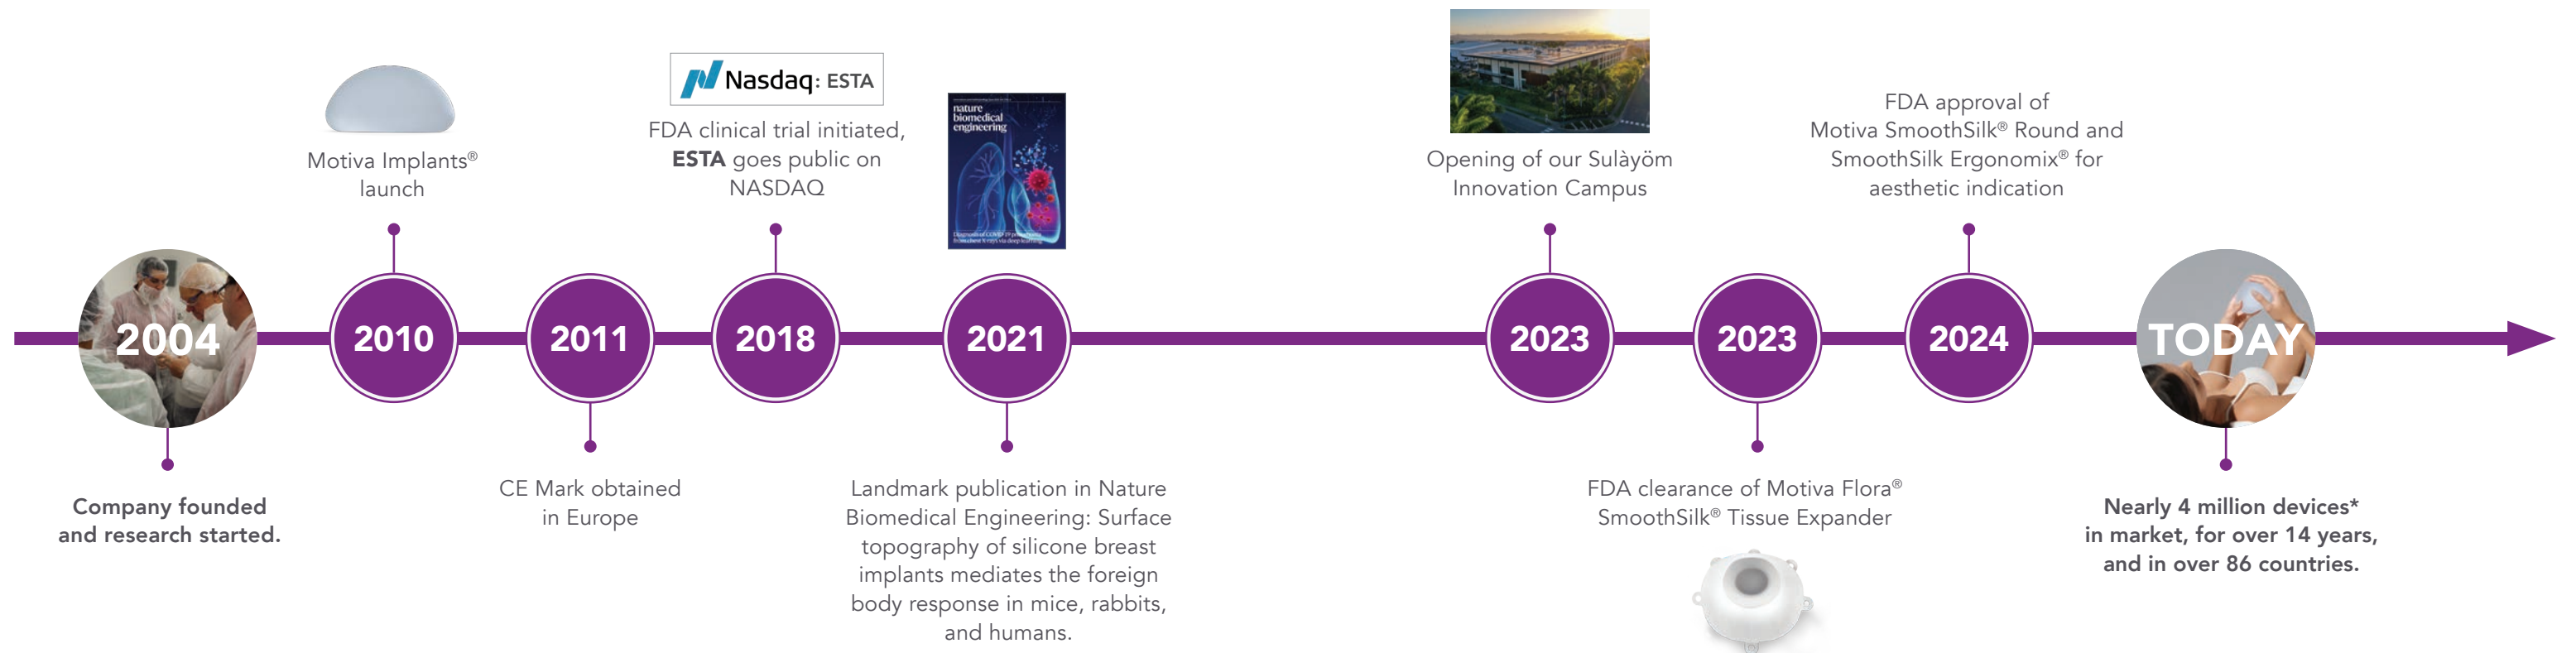 2004
Company founded
and research started.
Motiva Implants®
launch
2010
2011
CE Mark obtained
in Europe
Nasdaq: ESTA
FDA clinical trial initiated,
ESTA goes public on
NASDAQ
2018
nature
biomedical
engineering
2021
Landmark publication in Nature
Biomedical Engineering: Surface
topography of silicone breast
implants mediates the foreign
body response in mice, rabbits,
and humans.
Opening of our Sulàyöm
Innovation Campus
2023
2023
FDA clearance of Motiva Flora®
SmoothSilk® Tissue Expander
FDA approval of
Motiva SmoothSilk® Round and
SmoothSilk Ergonomix® for
aesthetic indication
2024
TODAY
Nearly 4 million devices*
in market, for over 14 years,
and in over 86 countries.